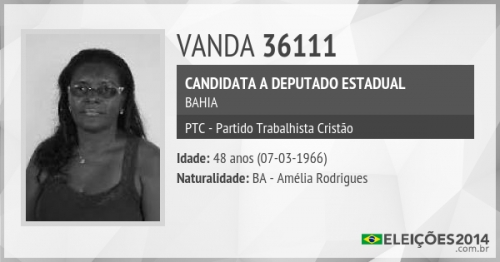 VANDA 36111
CANDIDATA A DEPUTADO ESTADUAL
BAHIA
PTC - Partido Trabalhista Cristão
Idade: 48 anos (07-03-1966)
Naturalidade: BA - Amélia Rodrigues
ELEIÇÕES2014
.com.br